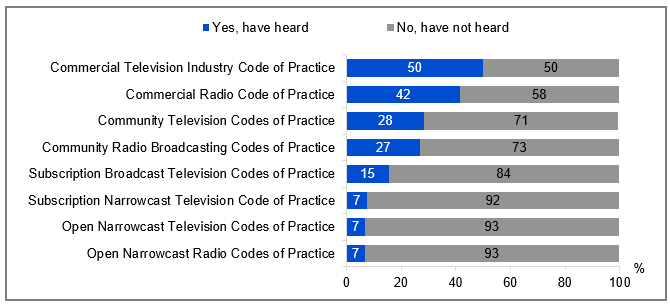 Yes, have heard No, have not heard
Commercial Television Industry Code of Practice 50 50
Commercial Radio Code of Practice 42 58
Community Television Codes of Practice 28 71
Community Radio Broadcasting Codes of Practice 27 73
Subscription Broadcast Television Codes of Practice 15 84
Subscription Narrowcast Television Code of Practice 7 92
Open Narrowcast Television Codes of Practice 7 93
Open Narrowcast Radio Codes of Practice 7 93
%
0 20 40 60 80 100